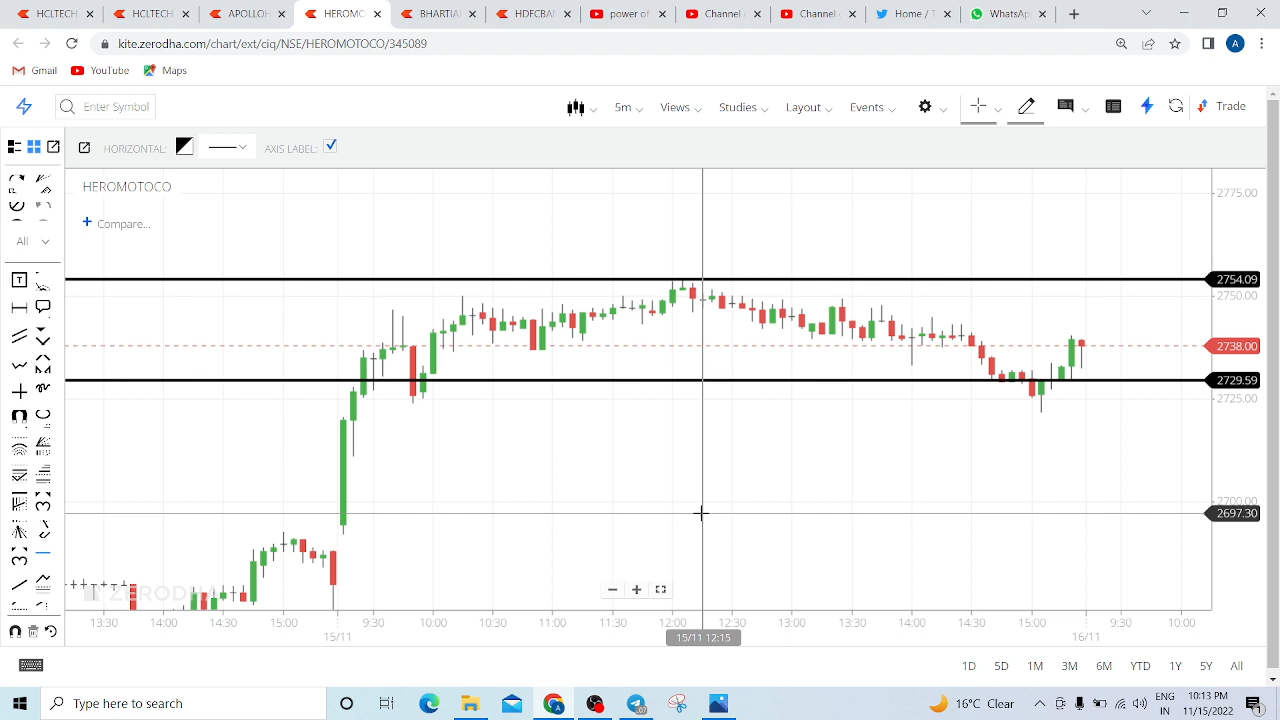 HCLTECH
HCLTECH
APOLLOH
HEROMO
BHARTIA
HDFCBA
power of
Channel
Channel
Home / T
WhatsA
kite.zerodha.com/chart/ext/ciq/NSE/HEROMOTOCO/345089
A
Gmail YouTube Maps
Enter Symbol 5m Views Studies Layout Events Trade
HORIZONTAL: AXIS LABEL:
HEROMOTOCO
+ Compare...
All
T
2775.00
2754.09
2750.00
2738.00
2729.59
2725.00
2700.00
2697.30
ZERODHA
13:30 14:00 14:30 15:00 9:30 10:00 10:30 11:00 11:30 12:00 12:30 13:00 13:30 14:00 14:30 15:00 9:30 10:00
15/11 15/11 12:15 16/11
1D 5D 1M 3M 6M YTD 1Y 5Y All
Type here to search
16°C Clear
ENG
IN
10:13 PM
11/15/2022
1